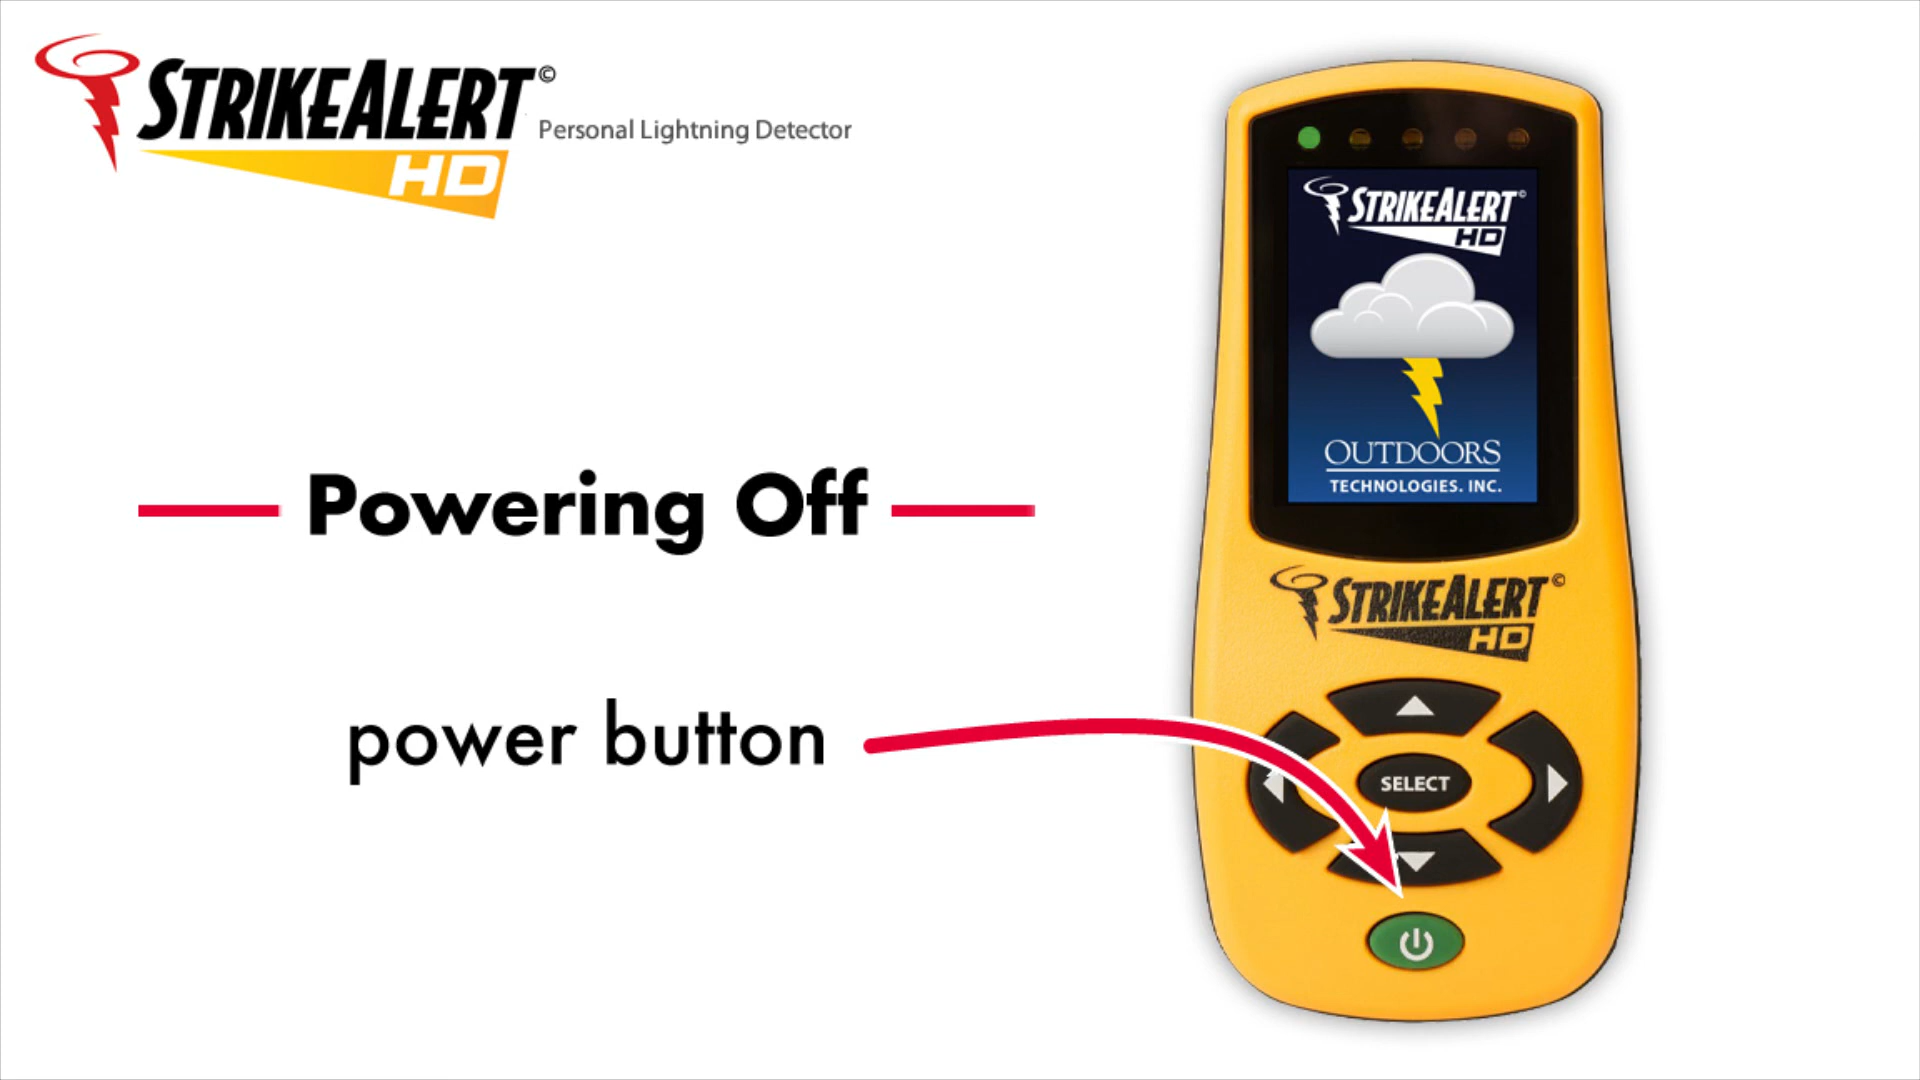 STRIKEALERT©
HD
Personal Lightning Detector
Powering Off
power button
STRIKEALERT©
HD
OUTDOORS
TECHNOLOGIES. INC.
STRIKEALERT©
HD
SELECT